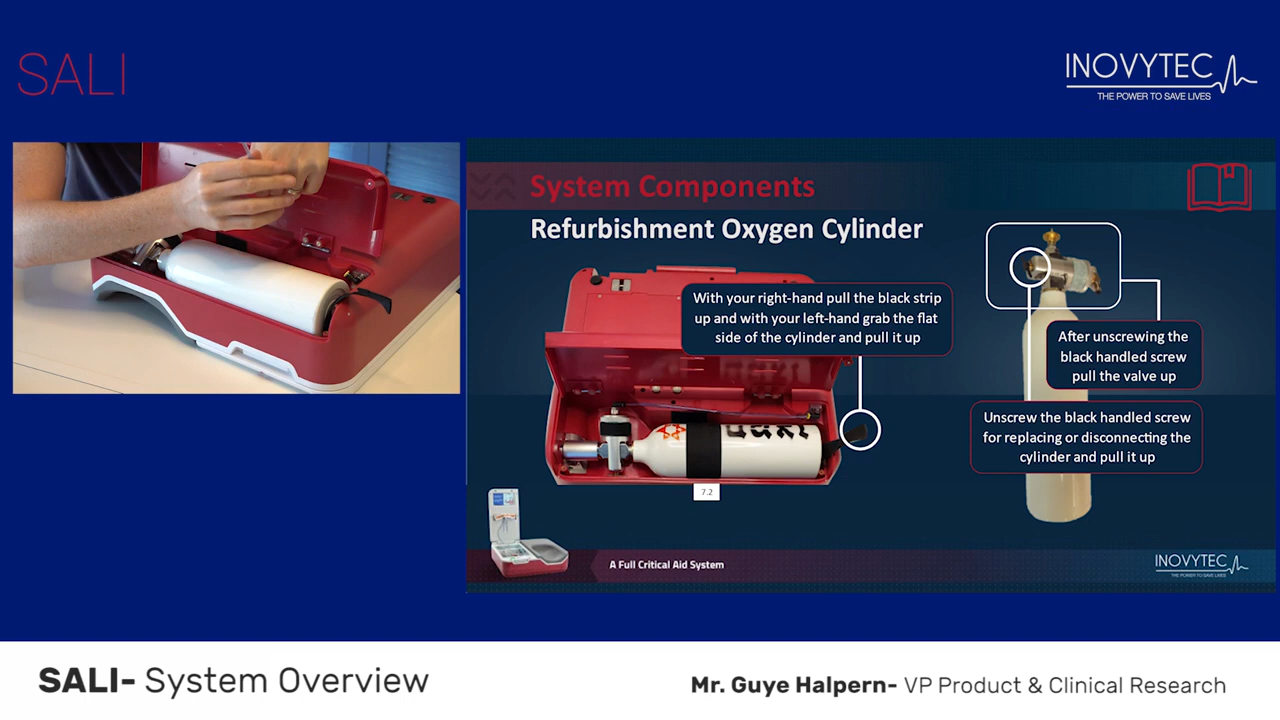 SALI
INOVYTEC
THE POWER TO SAVE LIVES
System Components
Refurbishment Oxygen Cylinder
With your right-hand pull the black strip
up and with your left-hand grab the flat
side of the cylinder and pull it up
After unscrewing the
black handled screw
pull the valve up
Unscrew the black handled screw
for replacing or disconnecting the
cylinder and pull it up
7.2
A Full Critical Aid System
INOVYTEC
THE POWER TO SAVE LIVES
SALI- System Overview
Mr. Guye Halpern- VP Product & Clinical Research